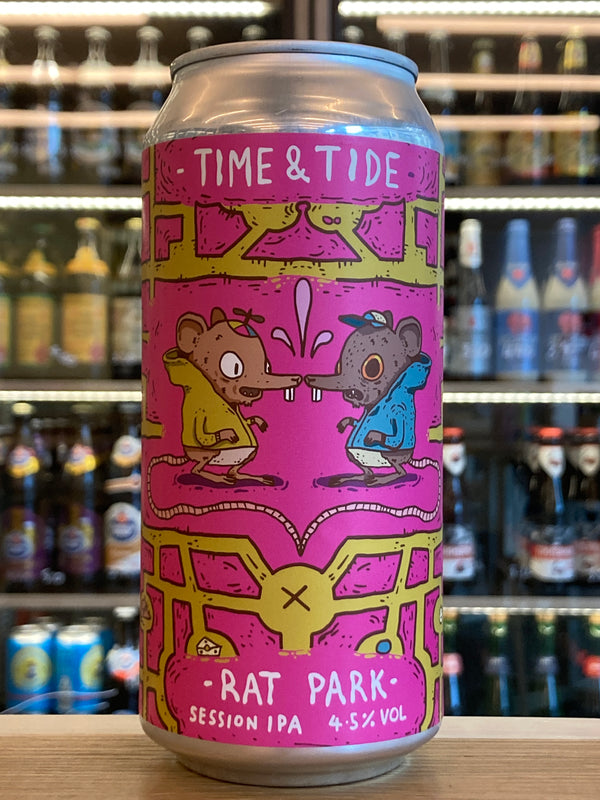 - TIME & TIDE -
- RAT PARK -
SESSION IPA 4.5% VOL